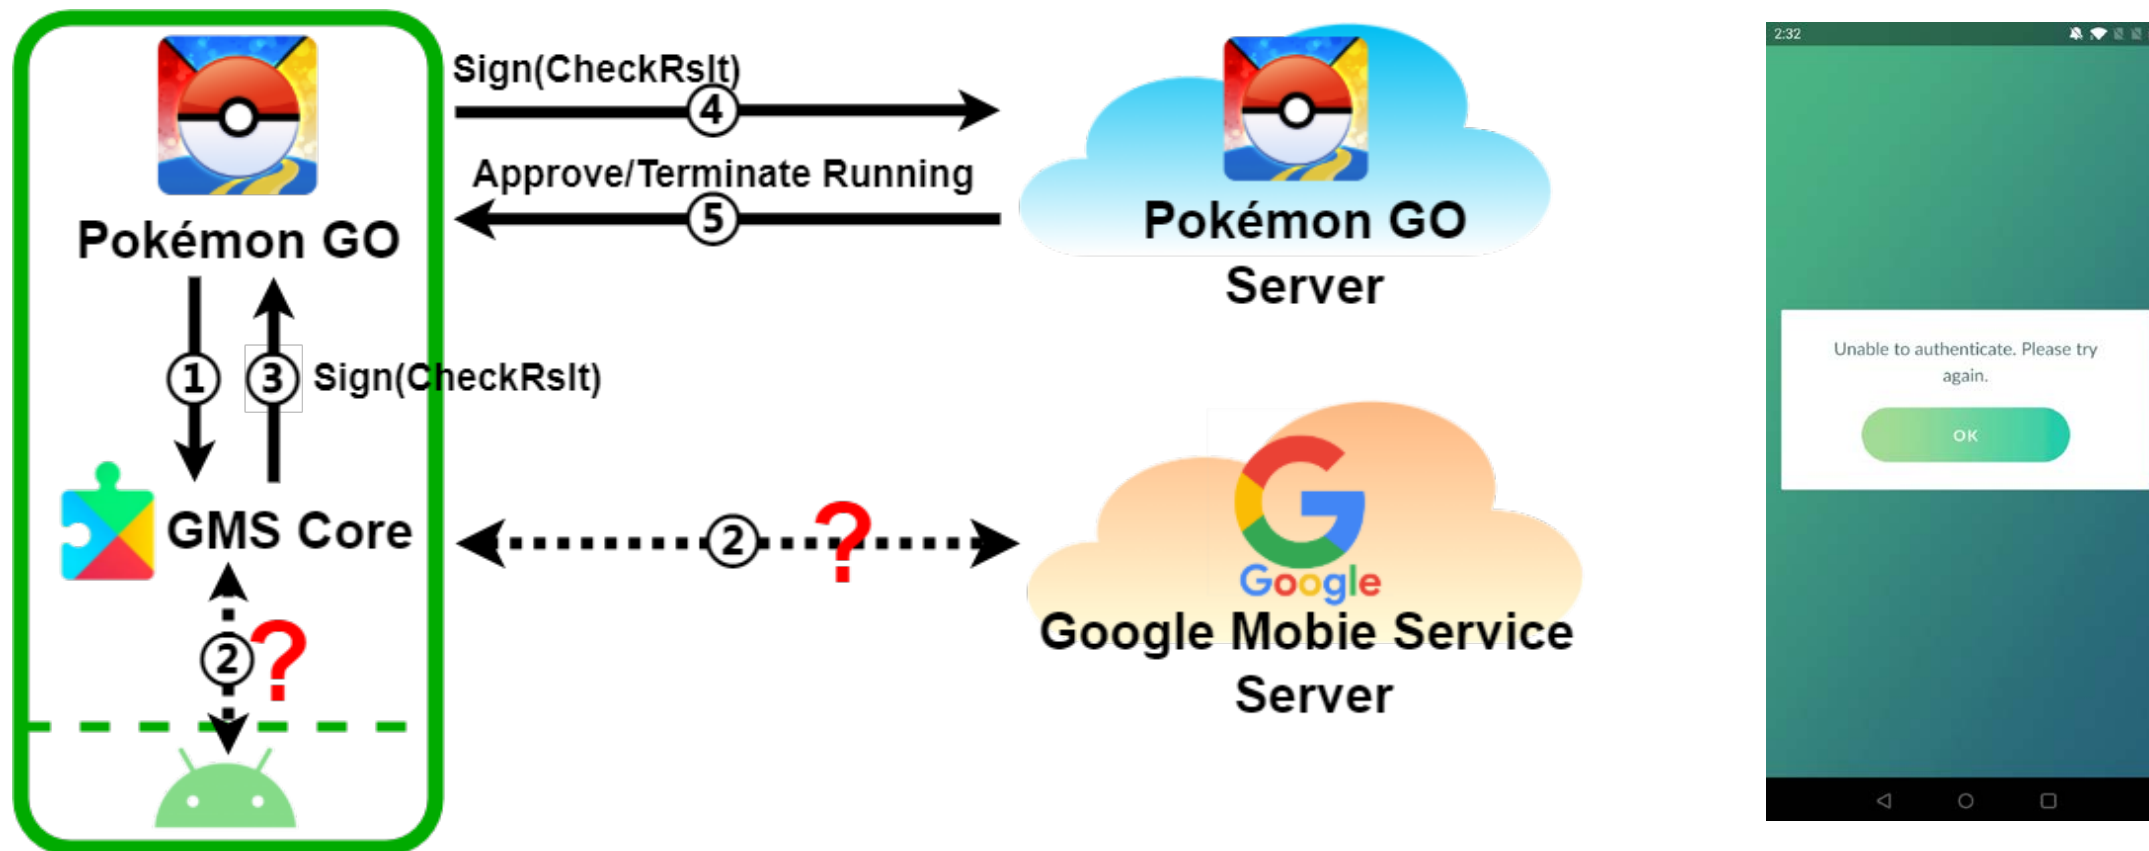 Sign(CheckRslt)
4
Approve/Terminate Running
5
Pokémon GO
Pokémon GO
Server
1
3
Sign(CheckRslt)
GMS Core
2
?
Google
Google Mobie Service
Server
2
?
2:32
Unable to authenticate. Please try
again.
OK